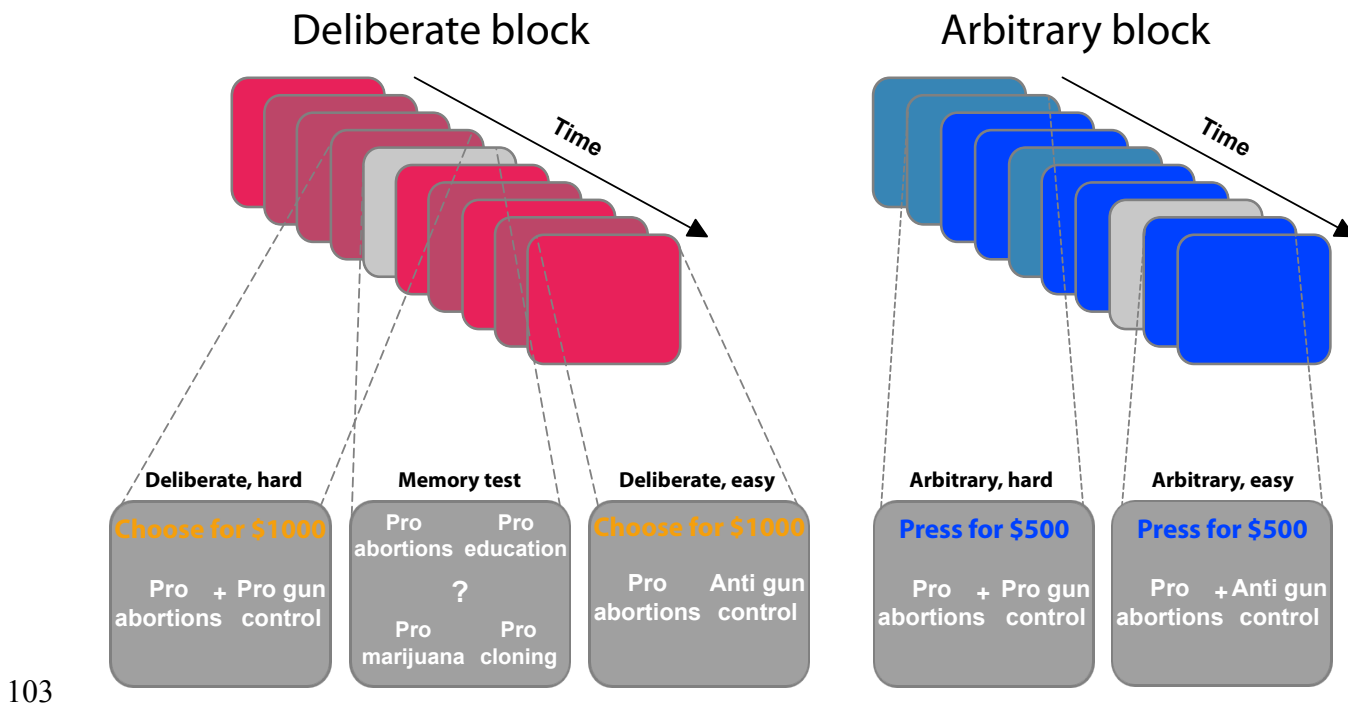 Deliberate block
Arbitrary block
Time
Time
Deliberate, hard
Memory test
Deliberate, easy
Arbitrary, hard
Arbitrary, easy
Choose for $1000
Pro + Pro gun
abortions control
Pro Pro
abortions education
?
Pro Pro
marijuana cloning
Choose for $1000
Pro Anti gun
abortions control
Press for $500
Pro + Pro gun
abortions control
Press for $500
Pro + Anti gun
abortions control
103